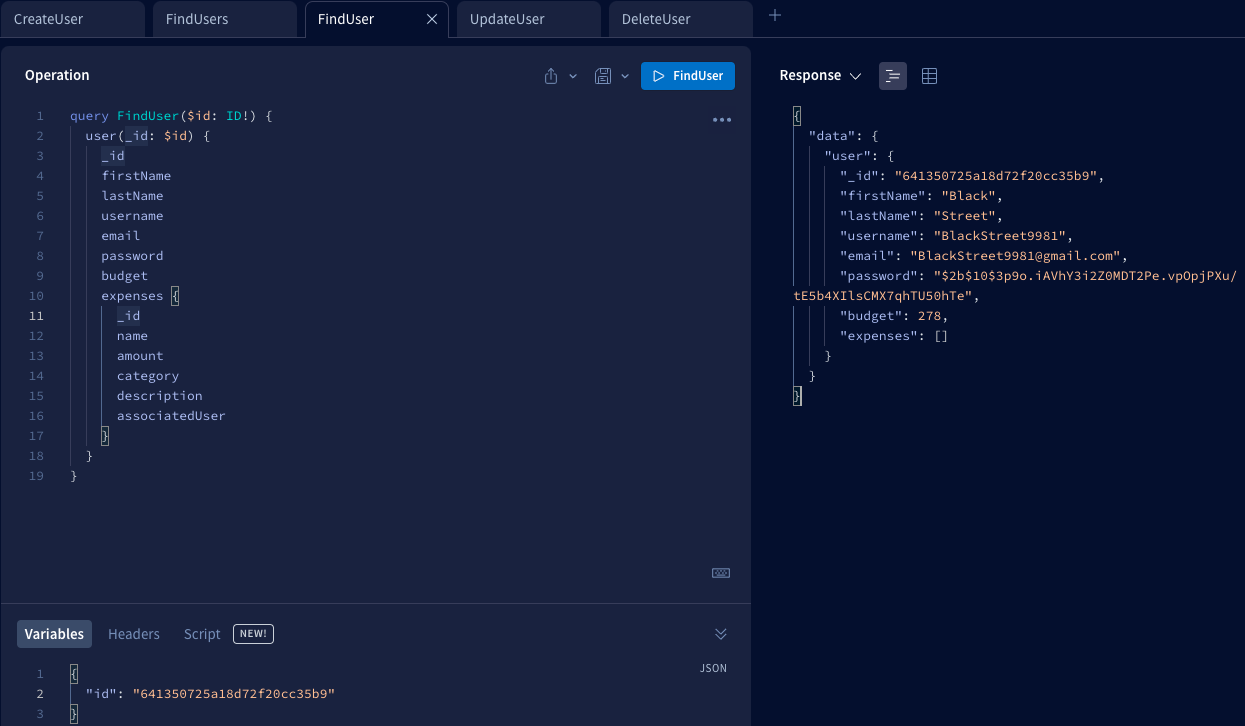 CreateUser
FindUsers
FindUser
UpdateUser
DeleteUser
Operation
FindUser
1 query FindUser($id: ID!) {
2 user(_id: $id) {
3 _id
4 firstName
5 lastName
6 username
7 email
8 password
9 budget
10 expenses {
11 _id
12 name
13 amount
14 category
15 description
16 associatedUser
17 }
18 }
19 }
Variables Headers Script NEW!
JSON
1 {
2 "id": "641350725a18d72f20cc35b9"
3 }
Response
{
"data": {
"user": {
"_id": "641350725a18d72f20cc35b9",
"firstName": "Black",
"lastName": "Street",
"username": "BlackStreet9981",
"email": "BlackStreet9981@gmail.com",
"password": "$2b$10$3p9o.iAVhY3i2Z0MDT2Pe.vpOpjPXu/
tE5b4XIlsCMX7qhTU50hTe",
"budget": 278,
"expenses": []
}
}
}